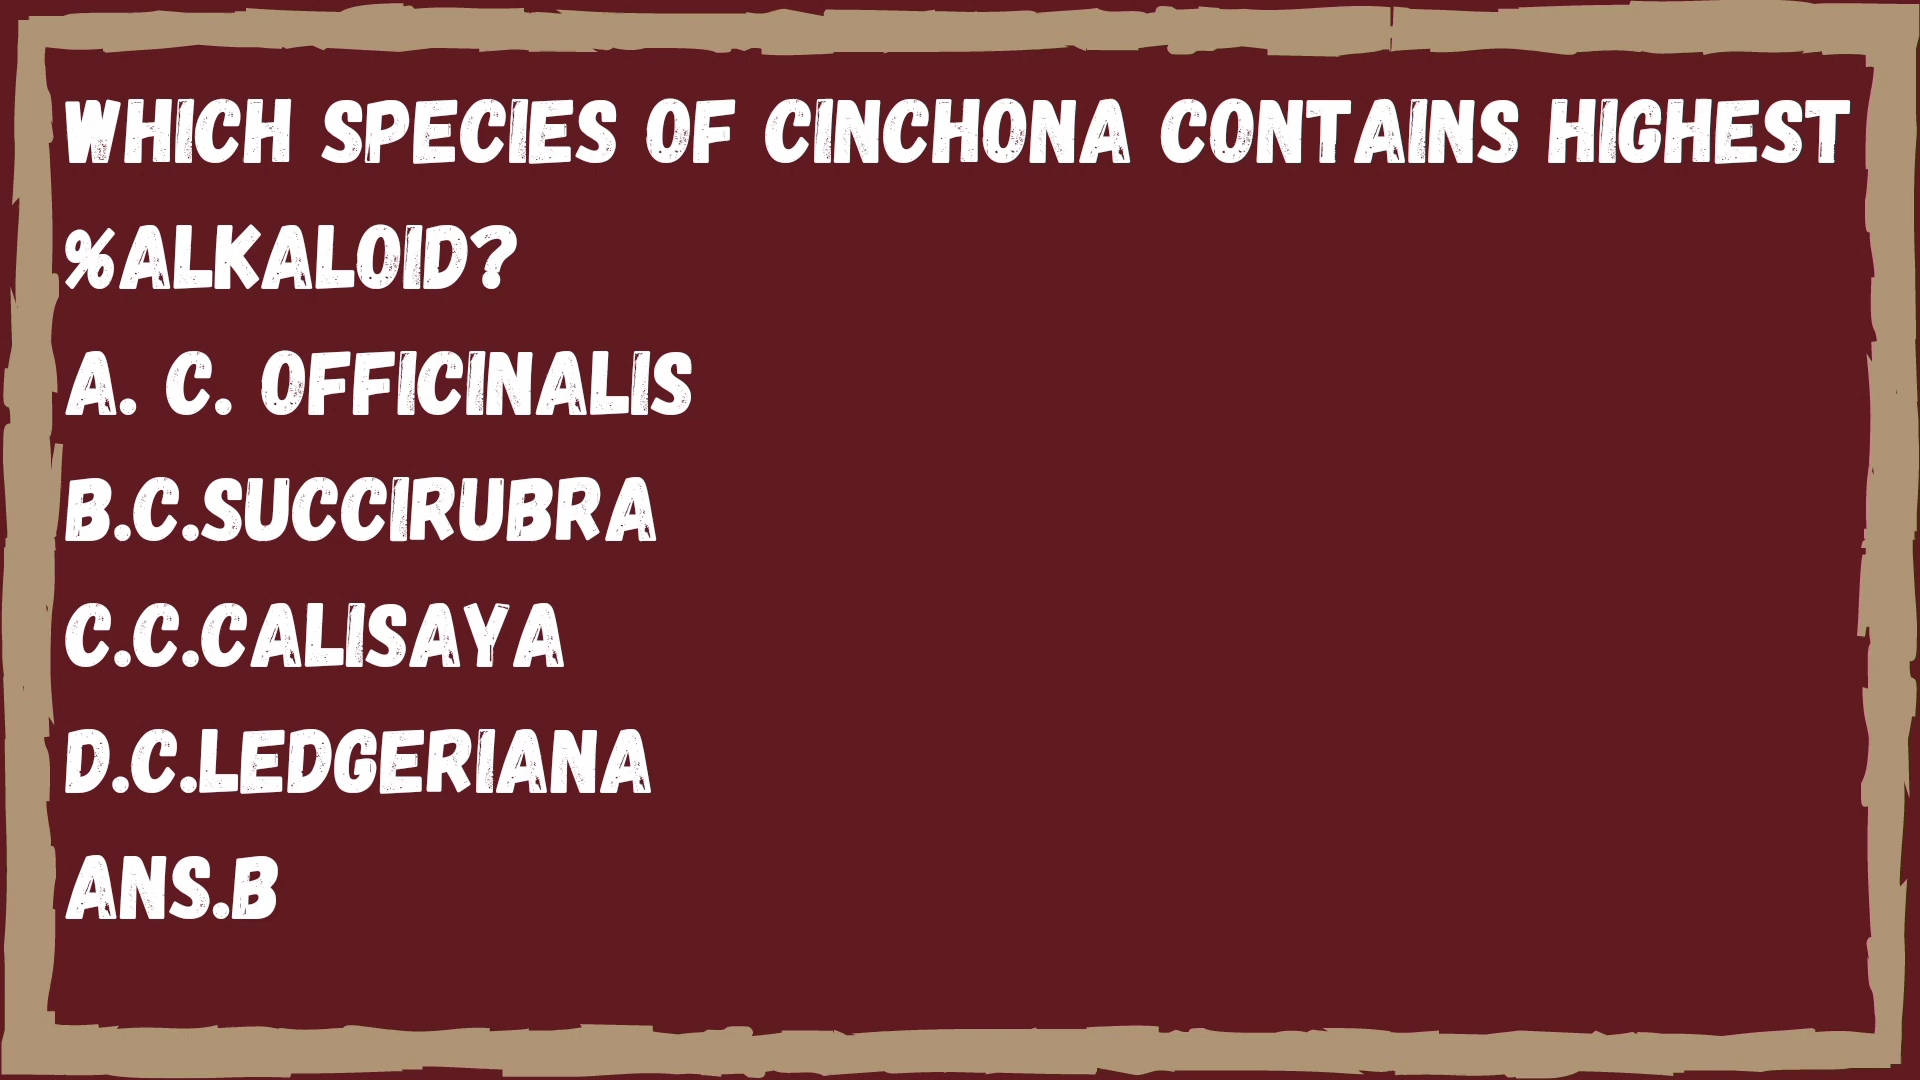 WHICH SPECIES OF CINCHONA CONTAINS HIGHEST
%ALKALOID?
A. C. OFFICINALIS
B.C.SUCCIRUBRA
C.C.CALISAYA
D.C.LEDGERIANA
ANS.B